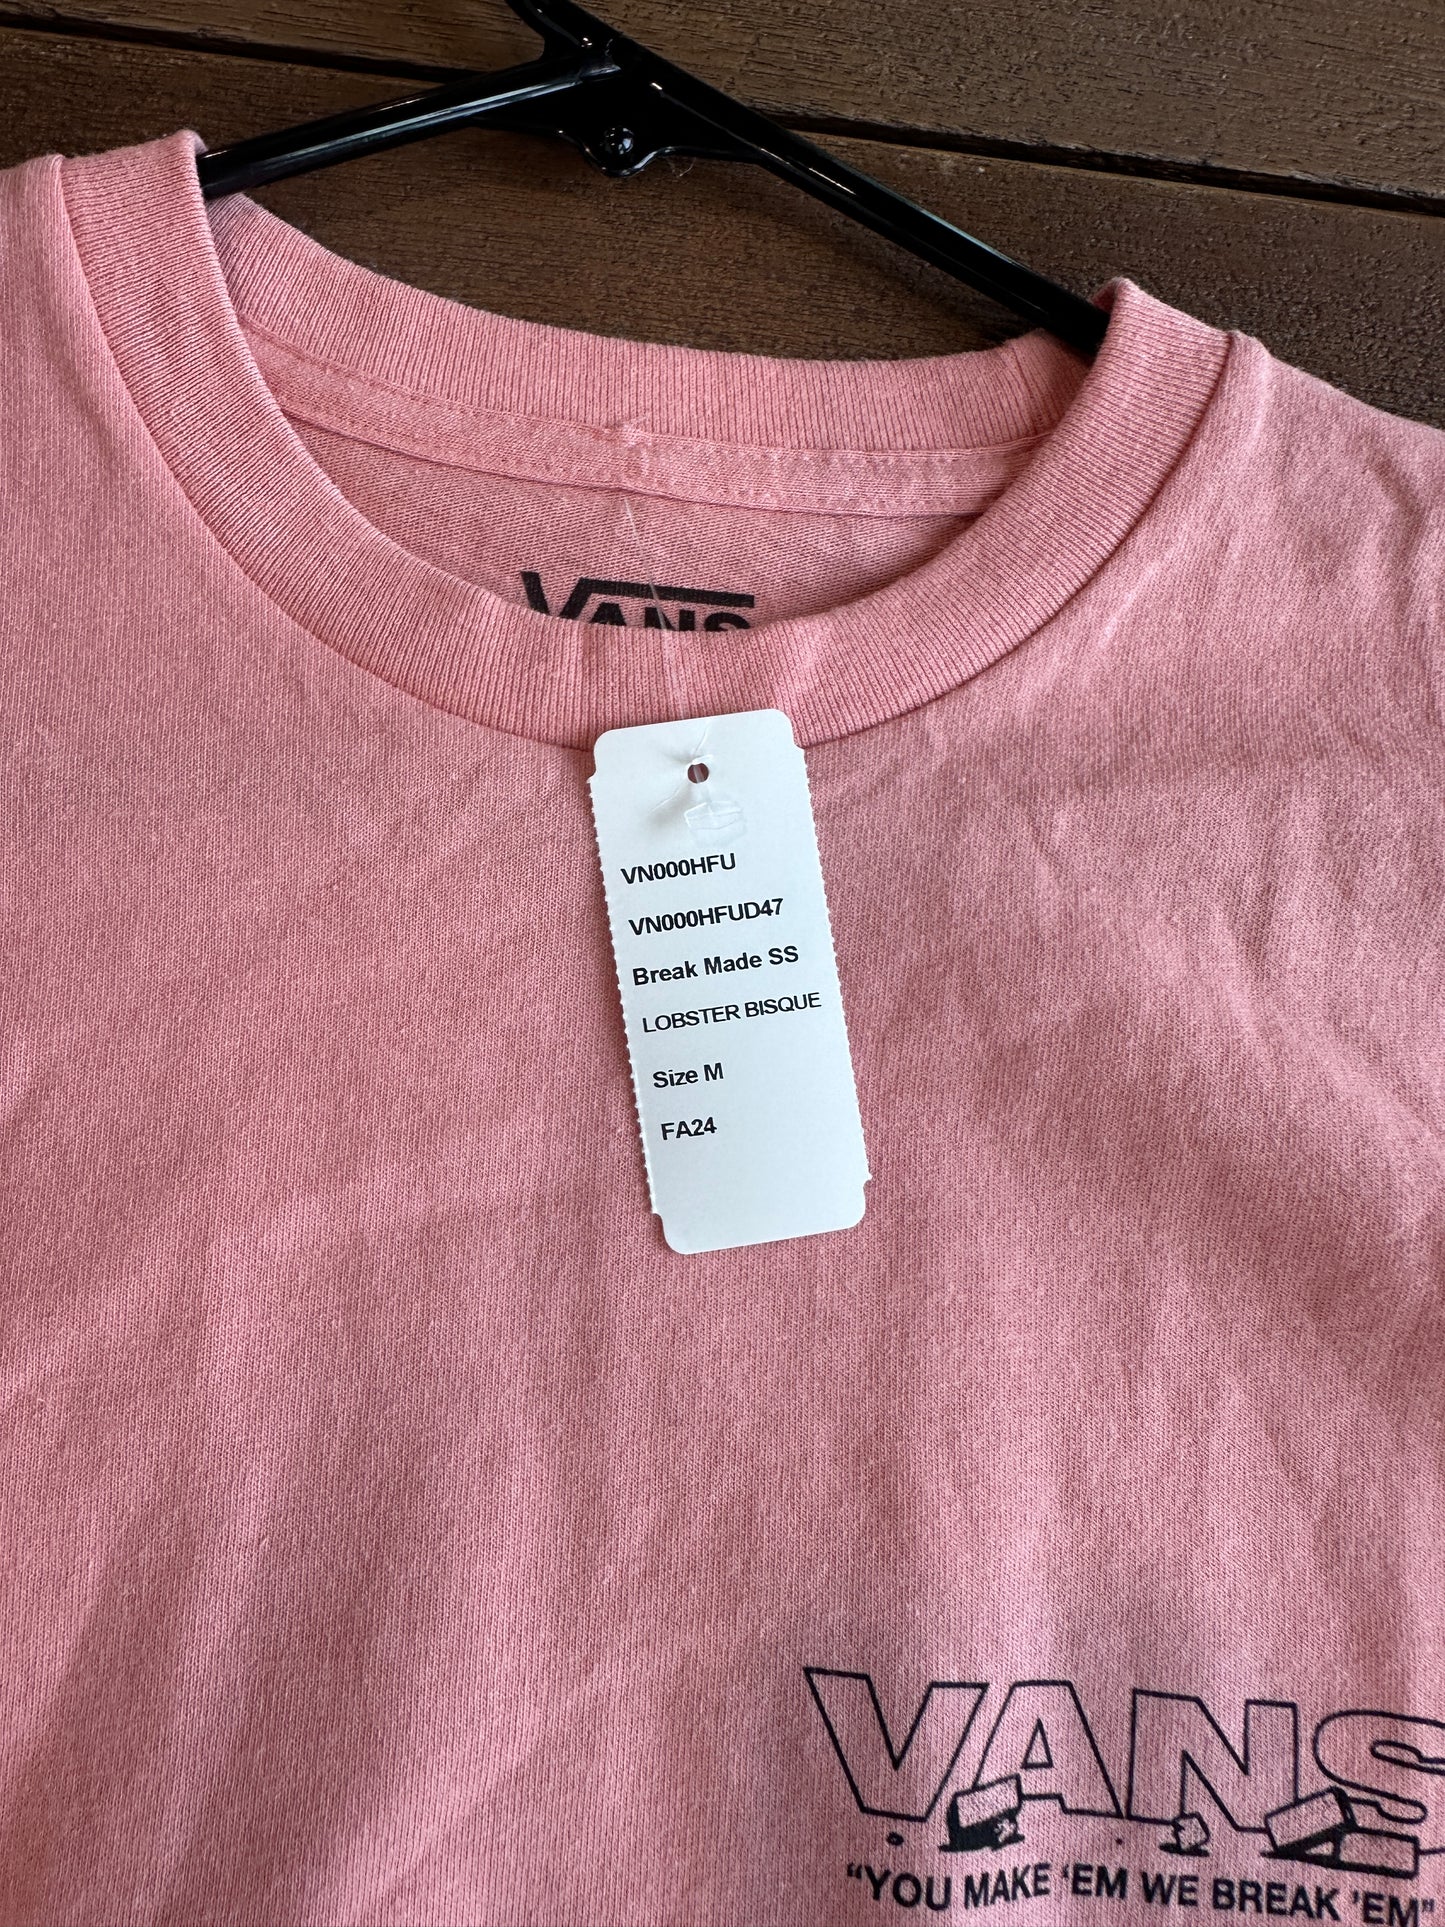 VANS
VN000HFU
VN000HFUD47
Break Made SS
LOBSTER BISQUE
Size M
FA24
VANS
“YOU MAKE ‘EM WE BREAK ’EM”